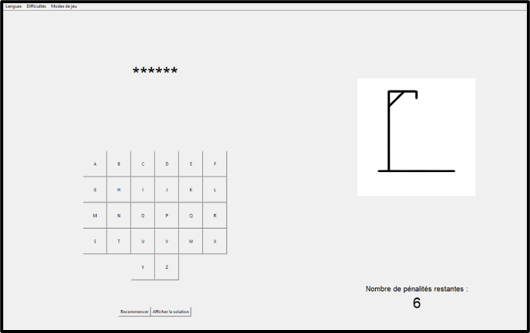 Langues Difficultés Modes de jeu
******
A B C D E F
G H I J K L
M N O P Q R
S T U V W X
Y Z
Nombre de pénalités restantes :
6
Recommencer Afficher la solution